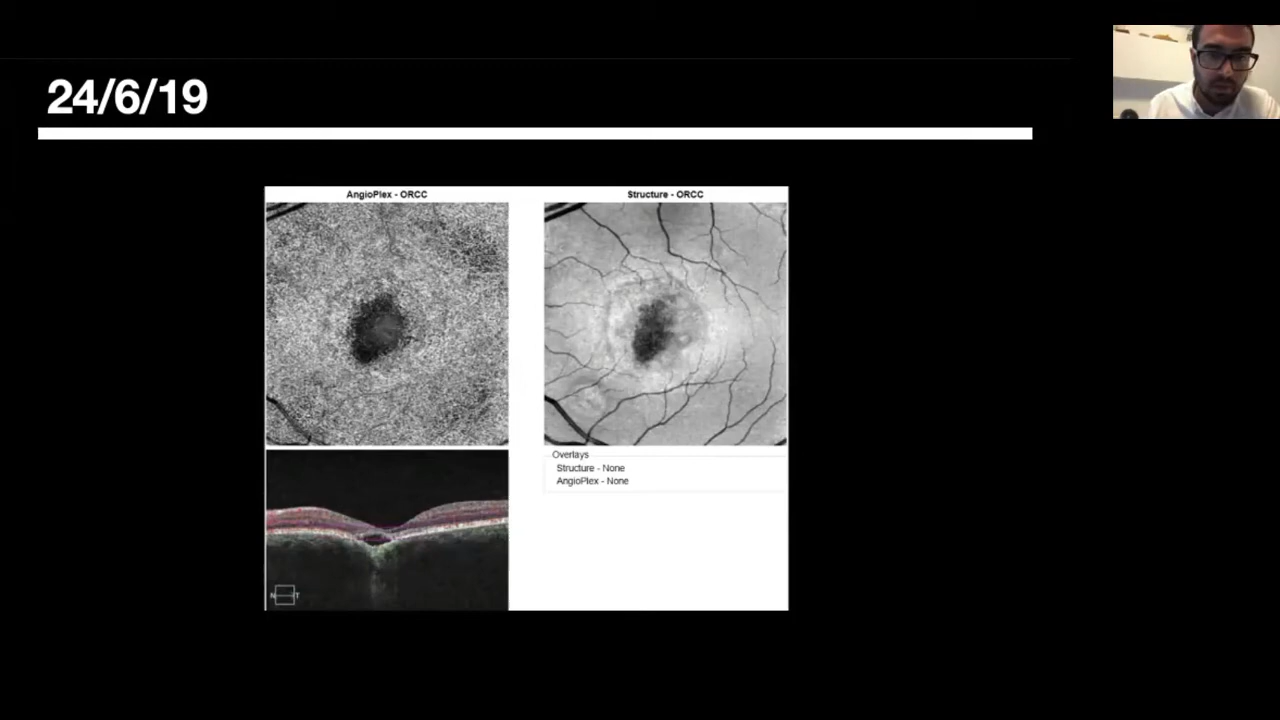 24/6/19
AngioPlex - ORCC
Structure - ORCC
Overlays
Structure - None
AngioPlex - None
N T